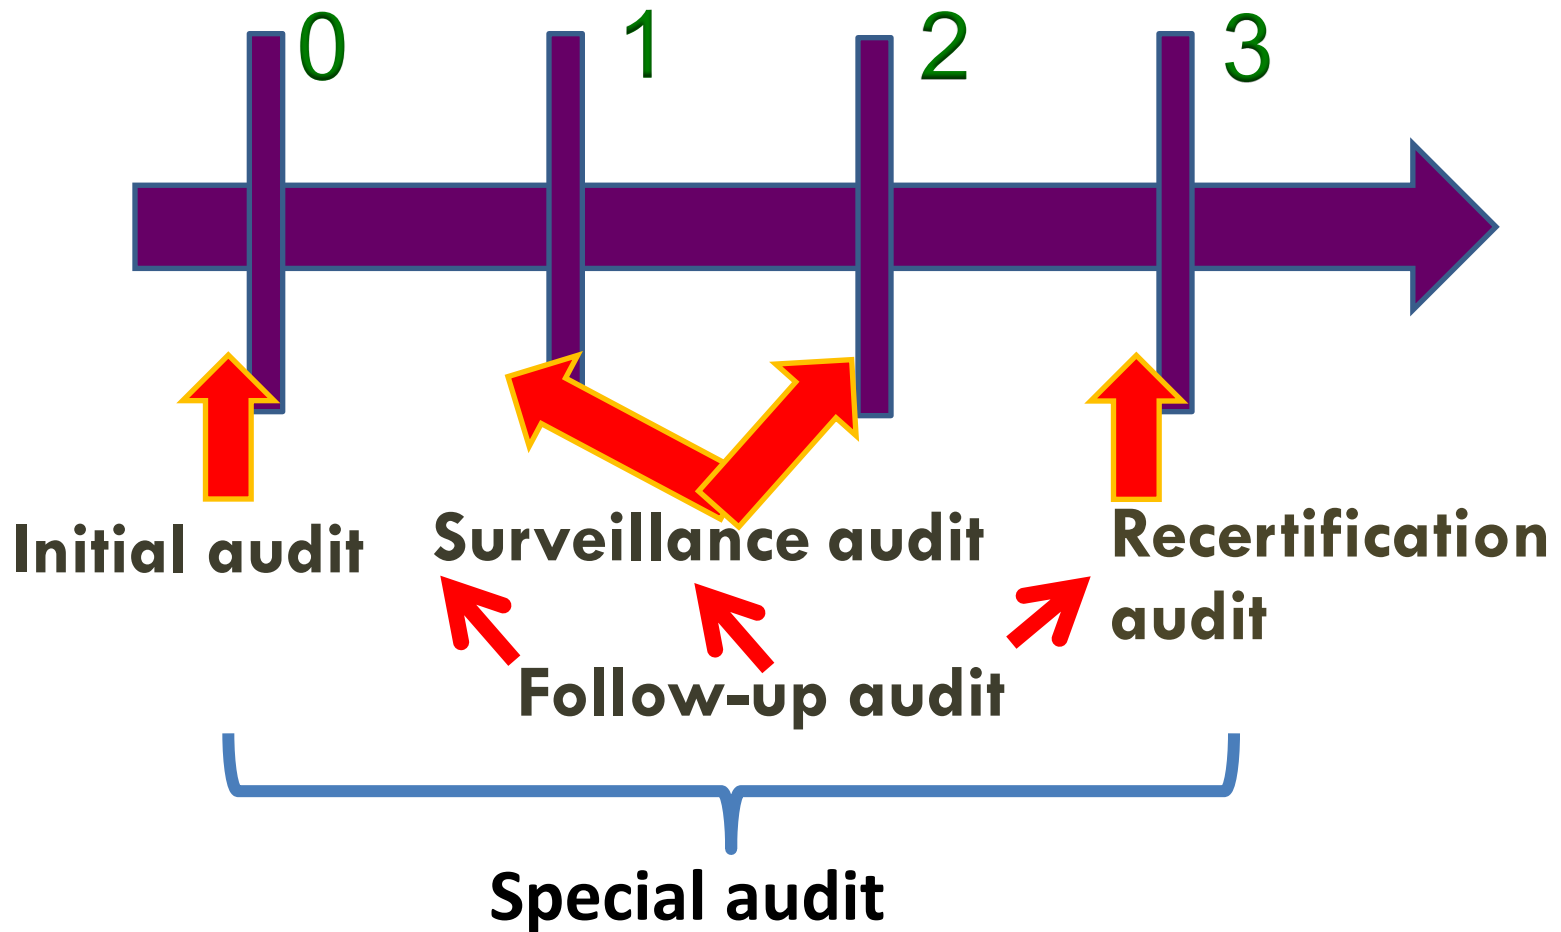 0 1 2 3
Initial audit
Surveillance audit
Recertification
audit
Follow-up audit
Special audit